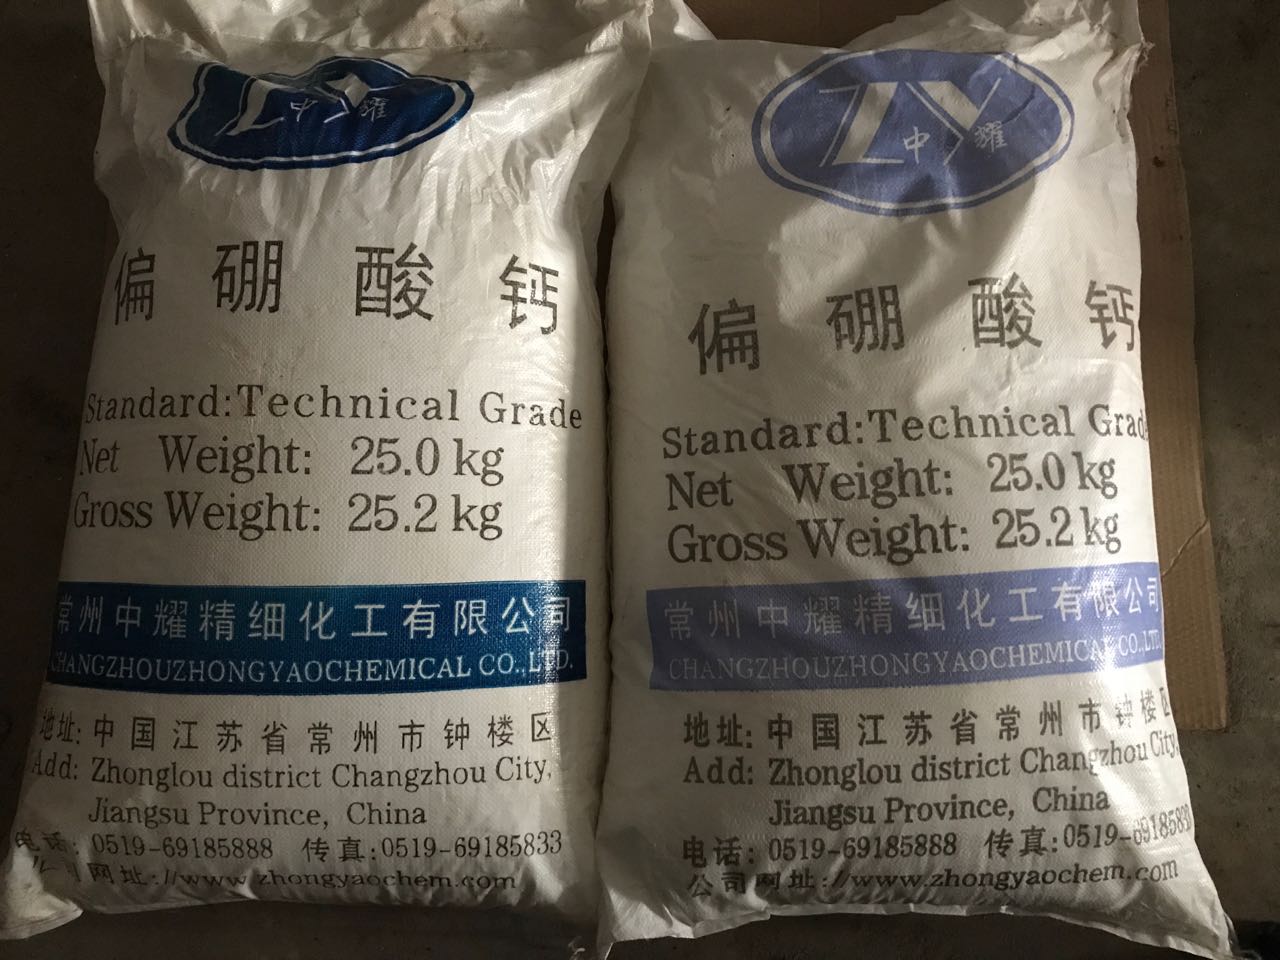 ZY
中耀
偏硼酸钙
Standard:Technical Grade
Net Weight: 25.0 kg
Gross Weight: 25.2 kg
常州中耀精细化工有限公司
CHANGZHOUZHONGYAOCHEMICAL CO.,LTD.
地址:中国江苏省常州市钟楼区
Add: Zhonglou district Changzhou City,
Jiangsu Province, China
电话: 0519-69185888 传真:0519-69185833
公司网址://www.zhongyaochem.com
ZY
中耀
偏硼酸钙
Standard:Technical Grad
Net Weight: 25.0 kg
Gross Weight: 25.2 kg
常州中耀精细化工有限公司
CHANGZHOUZHONGYAOCHEMICAL CO.,LTD.
地址:中国江苏省常州市钟楼区
Add: Zhonglou district Changzhou City,
Jiangsu Province, China
电话: 0519-69185888 传真:0519-6918583
公司网址://www.zhongyaochem.com